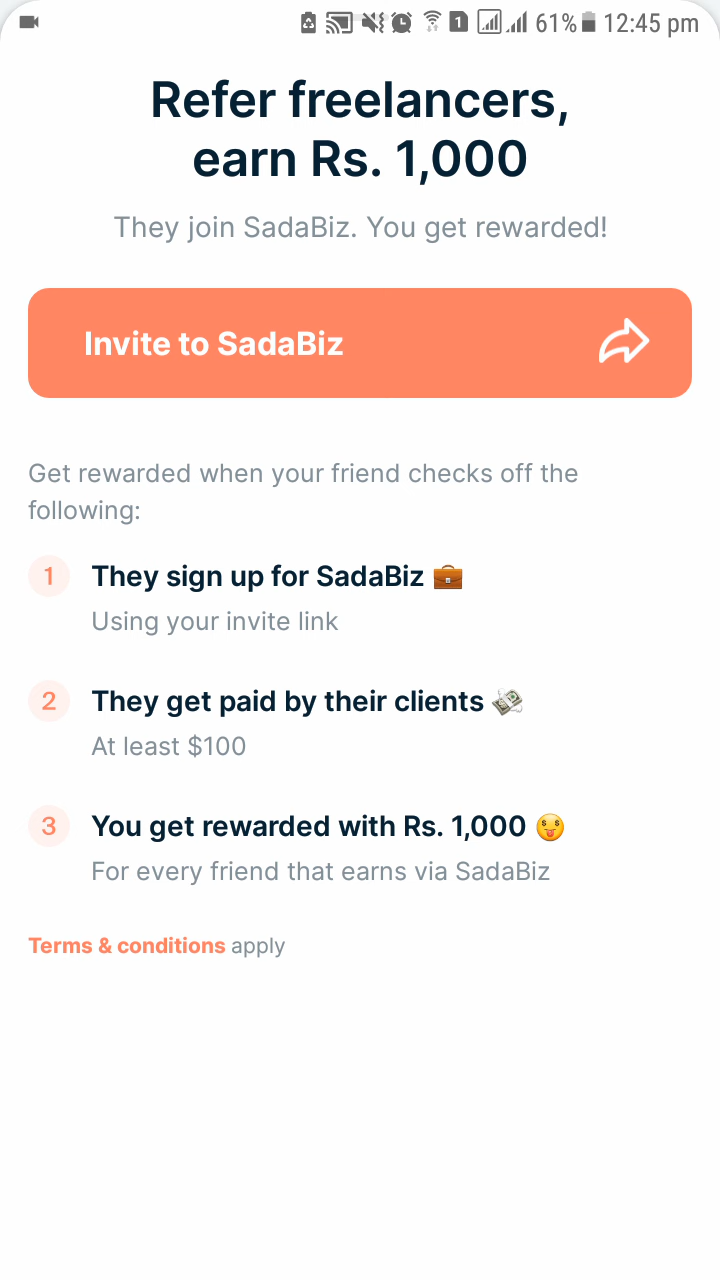 1 61% 12:45 pm
Refer freelancers,
earn Rs. 1,000
They join SadaBiz. You get rewarded!
Invite to SadaBiz
Get rewarded when your friend checks off the
following:
1 They sign up for SadaBiz 💼
Using your invite link
2 They get paid by their clients 💸
At least $100
3 You get rewarded with Rs. 1,000 🤑
For every friend that earns via SadaBiz
Terms & conditions apply